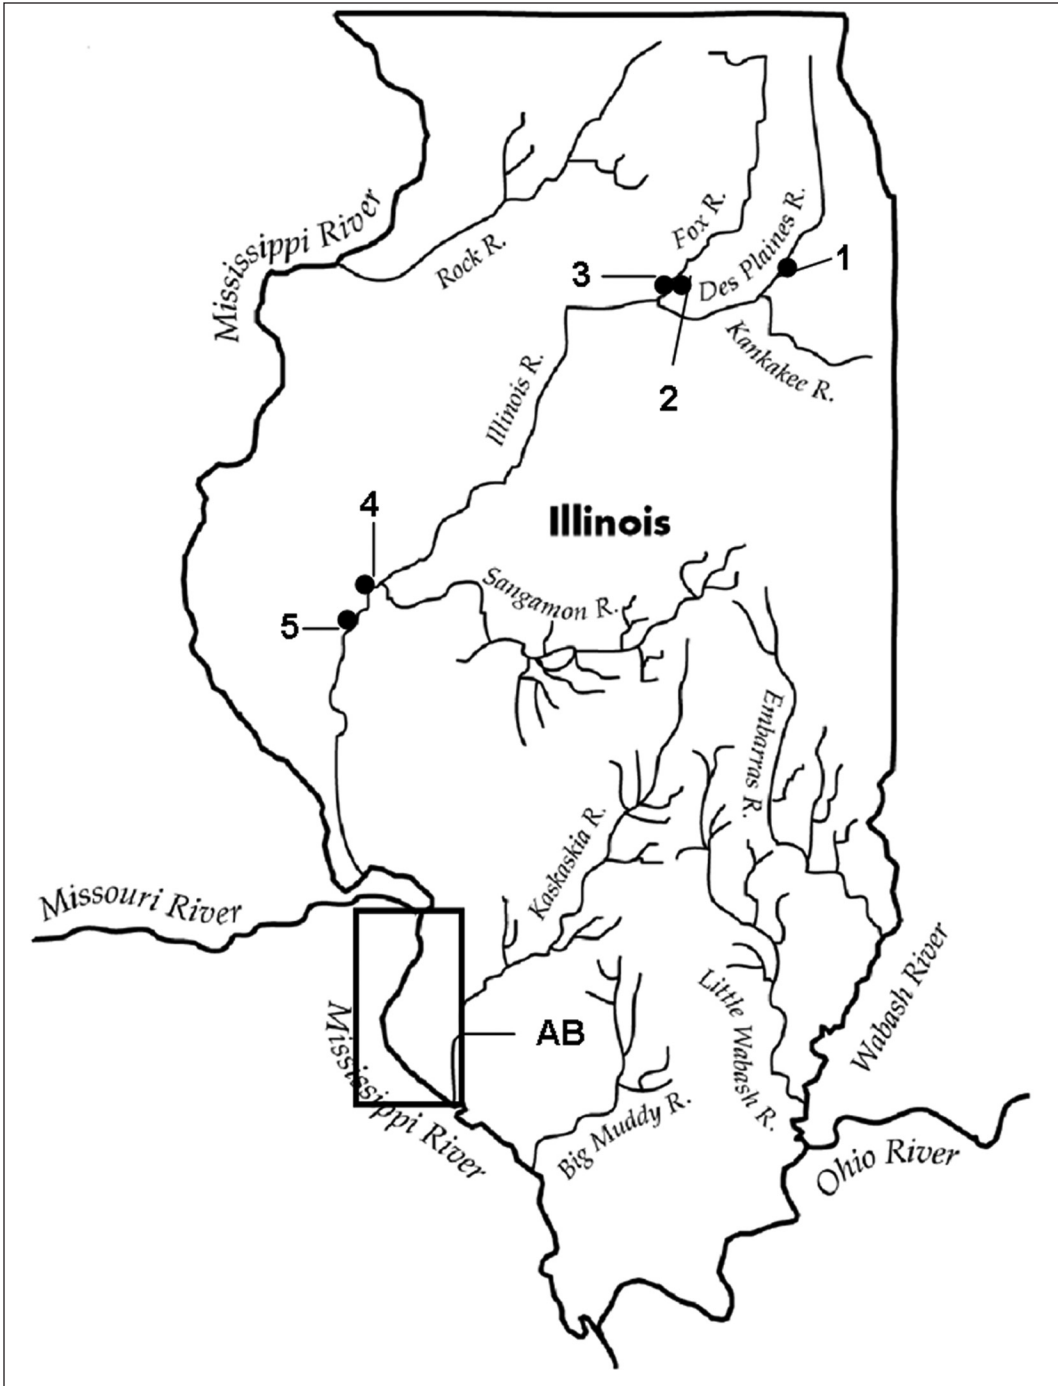 Mississippi River
Rock R.
Fox R.
Des Plaines R.
1
3
2
Kankakee R.
Illinois R.
4
Illinois
5
Sangamon R.
Embarras R.
Kaskaskia R.
Missouri River
Mississippi River
AB
Little Wabash R.
Wabash River
Big Muddy R.
Ohio River